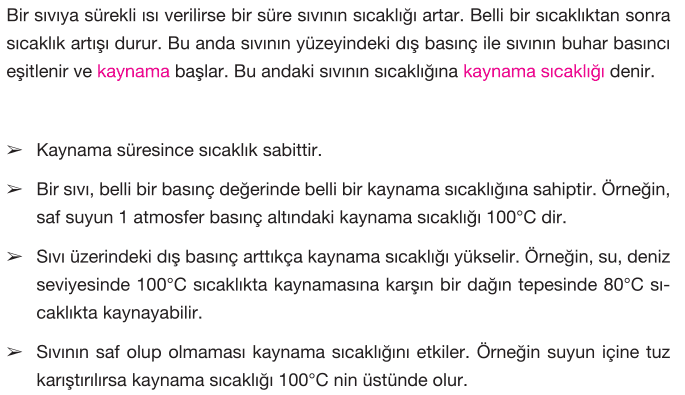 Bir sıvıya sürekli ısı verilirse bir süre sıvının sıcaklığı artar. Belli bir sıcaklıktan sonra
sıcaklık artışı durur. Bu anda sıvının yüzeyindeki dış basınç ile sıvının buhar basıncı
eşitlenir ve kaynama başlar. Bu andaki sıvının sıcaklığına kaynama sıcaklığı denir.
➢ Kaynama süresince sıcaklık sabittir.
➢ Bir sıvı, belli bir basınç değerinde belli bir kaynama sıcaklığına sahiptir. Örneğin,
saf suyun 1 atmosfer basınç altındaki kaynama sıcaklığı 100°C dir.
➢ Sıvı üzerindeki dış basınç arttıkça kaynama sıcaklığı yükselir. Örneğin, su, deniz
seviyesinde 100°C sıcaklıkta kaynamasına karşın bir dağın tepesinde 80°C sı-
caklıkta kaynayabilir.
➢ Sıvının saf olup olmaması kaynama sıcaklığını etkiler. Örneğin suyun içine tuz
karıştırılırsa kaynama sıcaklığı 100°C nin üstünde olur.